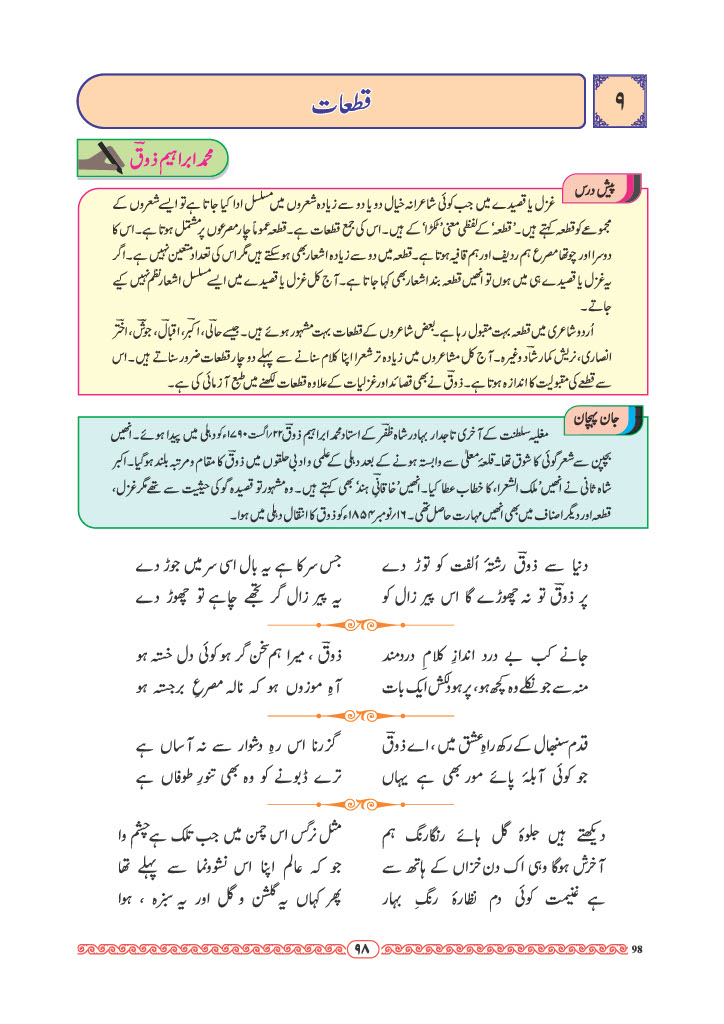 ۹
قطعات
محمد ابراہیم ذوقؔ
پیش درس
غزل یا قصیدے میں جب کوئی شاعرانہ خیال دو یا دو سے زیادہ شعروں میں مسلسل ادا کیا جاتا ہے تو ایسے شعروں کے
مجموعے کو قطعہ کہتے ہیں۔ ’قطعہ‘ کے لفظی معنی ’ٹکڑا‘ کے ہیں۔ اس کی جمع قطعات ہے۔ قطعہ عموماً چار مصرعوں پر مشتمل ہوتا ہے۔ اس کا
دوسرا اور چوتھا مصرع ہم ردیف اور ہم قافیہ ہوتا ہے۔ قطعہ میں دو سے زیادہ اشعار بھی ہوسکتے ہیں مگر اس کی تعداد متعین نہیں ہے۔ اگر
یہ غزل یا قصیدے ہی میں ہوں تو انھیں قطعہ بند اشعار بھی کہا جاتا ہے۔ آج کل غزل یا قصیدے میں ایسے مسلسل اشعار نظم نہیں کیے
جاتے۔
اُردو شاعری میں قطعہ بہت مقبول رہا ہے۔ بعض شاعروں کے قطعات بہت مشہور ہوئے ہیں۔ جیسے حالیؔ، اکبرؔ، اقبالؔ، جوشؔ، اخترؔ
انصاری، نریش کمار شادؔ وغیرہ۔ آج کل مشاعروں میں زیادہ تر شعرا اپنا کلام سنانے سے پہلے دو چار قطعات ضرور سناتے ہیں۔ اس
سے قطعے کی مقبولیت کا اندازہ ہوتا ہے۔ ذوقؔ نے بھی قصائد اور غزلیات کے علاوہ قطعات لکھنے میں طبع آزمائی کی ہے۔
جان پہچان
مغلیہ سلطنت کے آخری تاجدار بہادر شاہ ظفرؔ کے استاد محمد ابراہیم ذوقؔ ۲۲؍اگست ۱۷۹۰ء کو دہلی میں پیدا ہوئے۔ انھیں
بچپن سے شعر گوئی کا شوق تھا۔ قلعۂ معلیٰ سے وابستہ ہونے کے بعد دہلی کے علمی و ادبی حلقوں میں ذوقؔ کا مقام و مرتبہ بلند ہوگیا۔ اکبر
شاہ ثانی نے انھیں ’ملک الشعرا‘ کا خطاب عطا کیا۔ انھیں ’خاقانیِ ہند‘ بھی کہتے ہیں۔ وہ مشہور تو قصیدہ گو کی حیثیت سے تھے مگر غزل،
قطعہ اور دیگر اصناف میں بھی انھیں مہارت حاصل تھی۔ ۱۶؍نومبر ۱۸۵۴ء کو ذوق کا انتقال دہلی میں ہوا۔
دنیا سے ذوقؔ رشتۂ اُلفت کو توڑ دے جس سر کا ہے یہ بال اسی سر میں جوڑ دے
پر ذوقؔ تو نہ چھوڑے گا اس پیر زال کو یہ پیر زال گر تجھے چاہے تو چھوڑ دے
جانے کب بے درد اندازِ کلامِ دردمند ذوقؔ ، میرا ہم سخن گر ہو کوئی دل خستہ ہو
منہ سے جو نکلے وہ کچھ ہو، پر ہو دلکش ایک بات آہِ موزوں ہو کہ نالہ مصرعِ برجستہ ہو
قدم سنبھال کے رکھ راہِ عشق میں ، اے ذوقؔ گزرنا اس رہِ دشوار سے نہ آساں ہے
جو کوئی آبلۂ پائے مور بھی ہے یہاں ترے ڈبونے کو وہ بھی تنورِ طوفاں ہے
دیکھتے ہیں جلوۂ گل ہائے رنگا رنگ ہم مثل نرگس اس چمن میں جب تلک ہے چشم وا
آخرش ہوگا وہی اک دن خزاں کے ہاتھ سے جو کہ عالم اپنا اس نشوونما سے پہلے تھا
ہے غنیمت کوئی دم نظارۂ رنگِ بہار پھر کہاں یہ گلشن و گل اور یہ سبزہ ، ہوا
۹۸
98